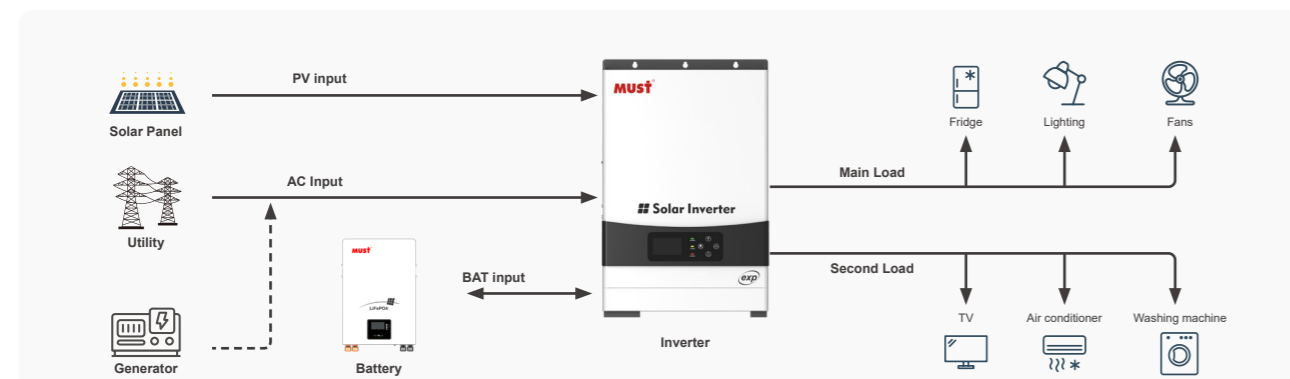 PV input
MUST
Solar Panel
Fridge
Lighting
Fans
AC Input
Main Load
Solar Inverter
Utility
MUST
BAT input
Second Load
exp
LiFePO4
TV
Air conditioner
Washing machine
Inverter
Generator
Battery